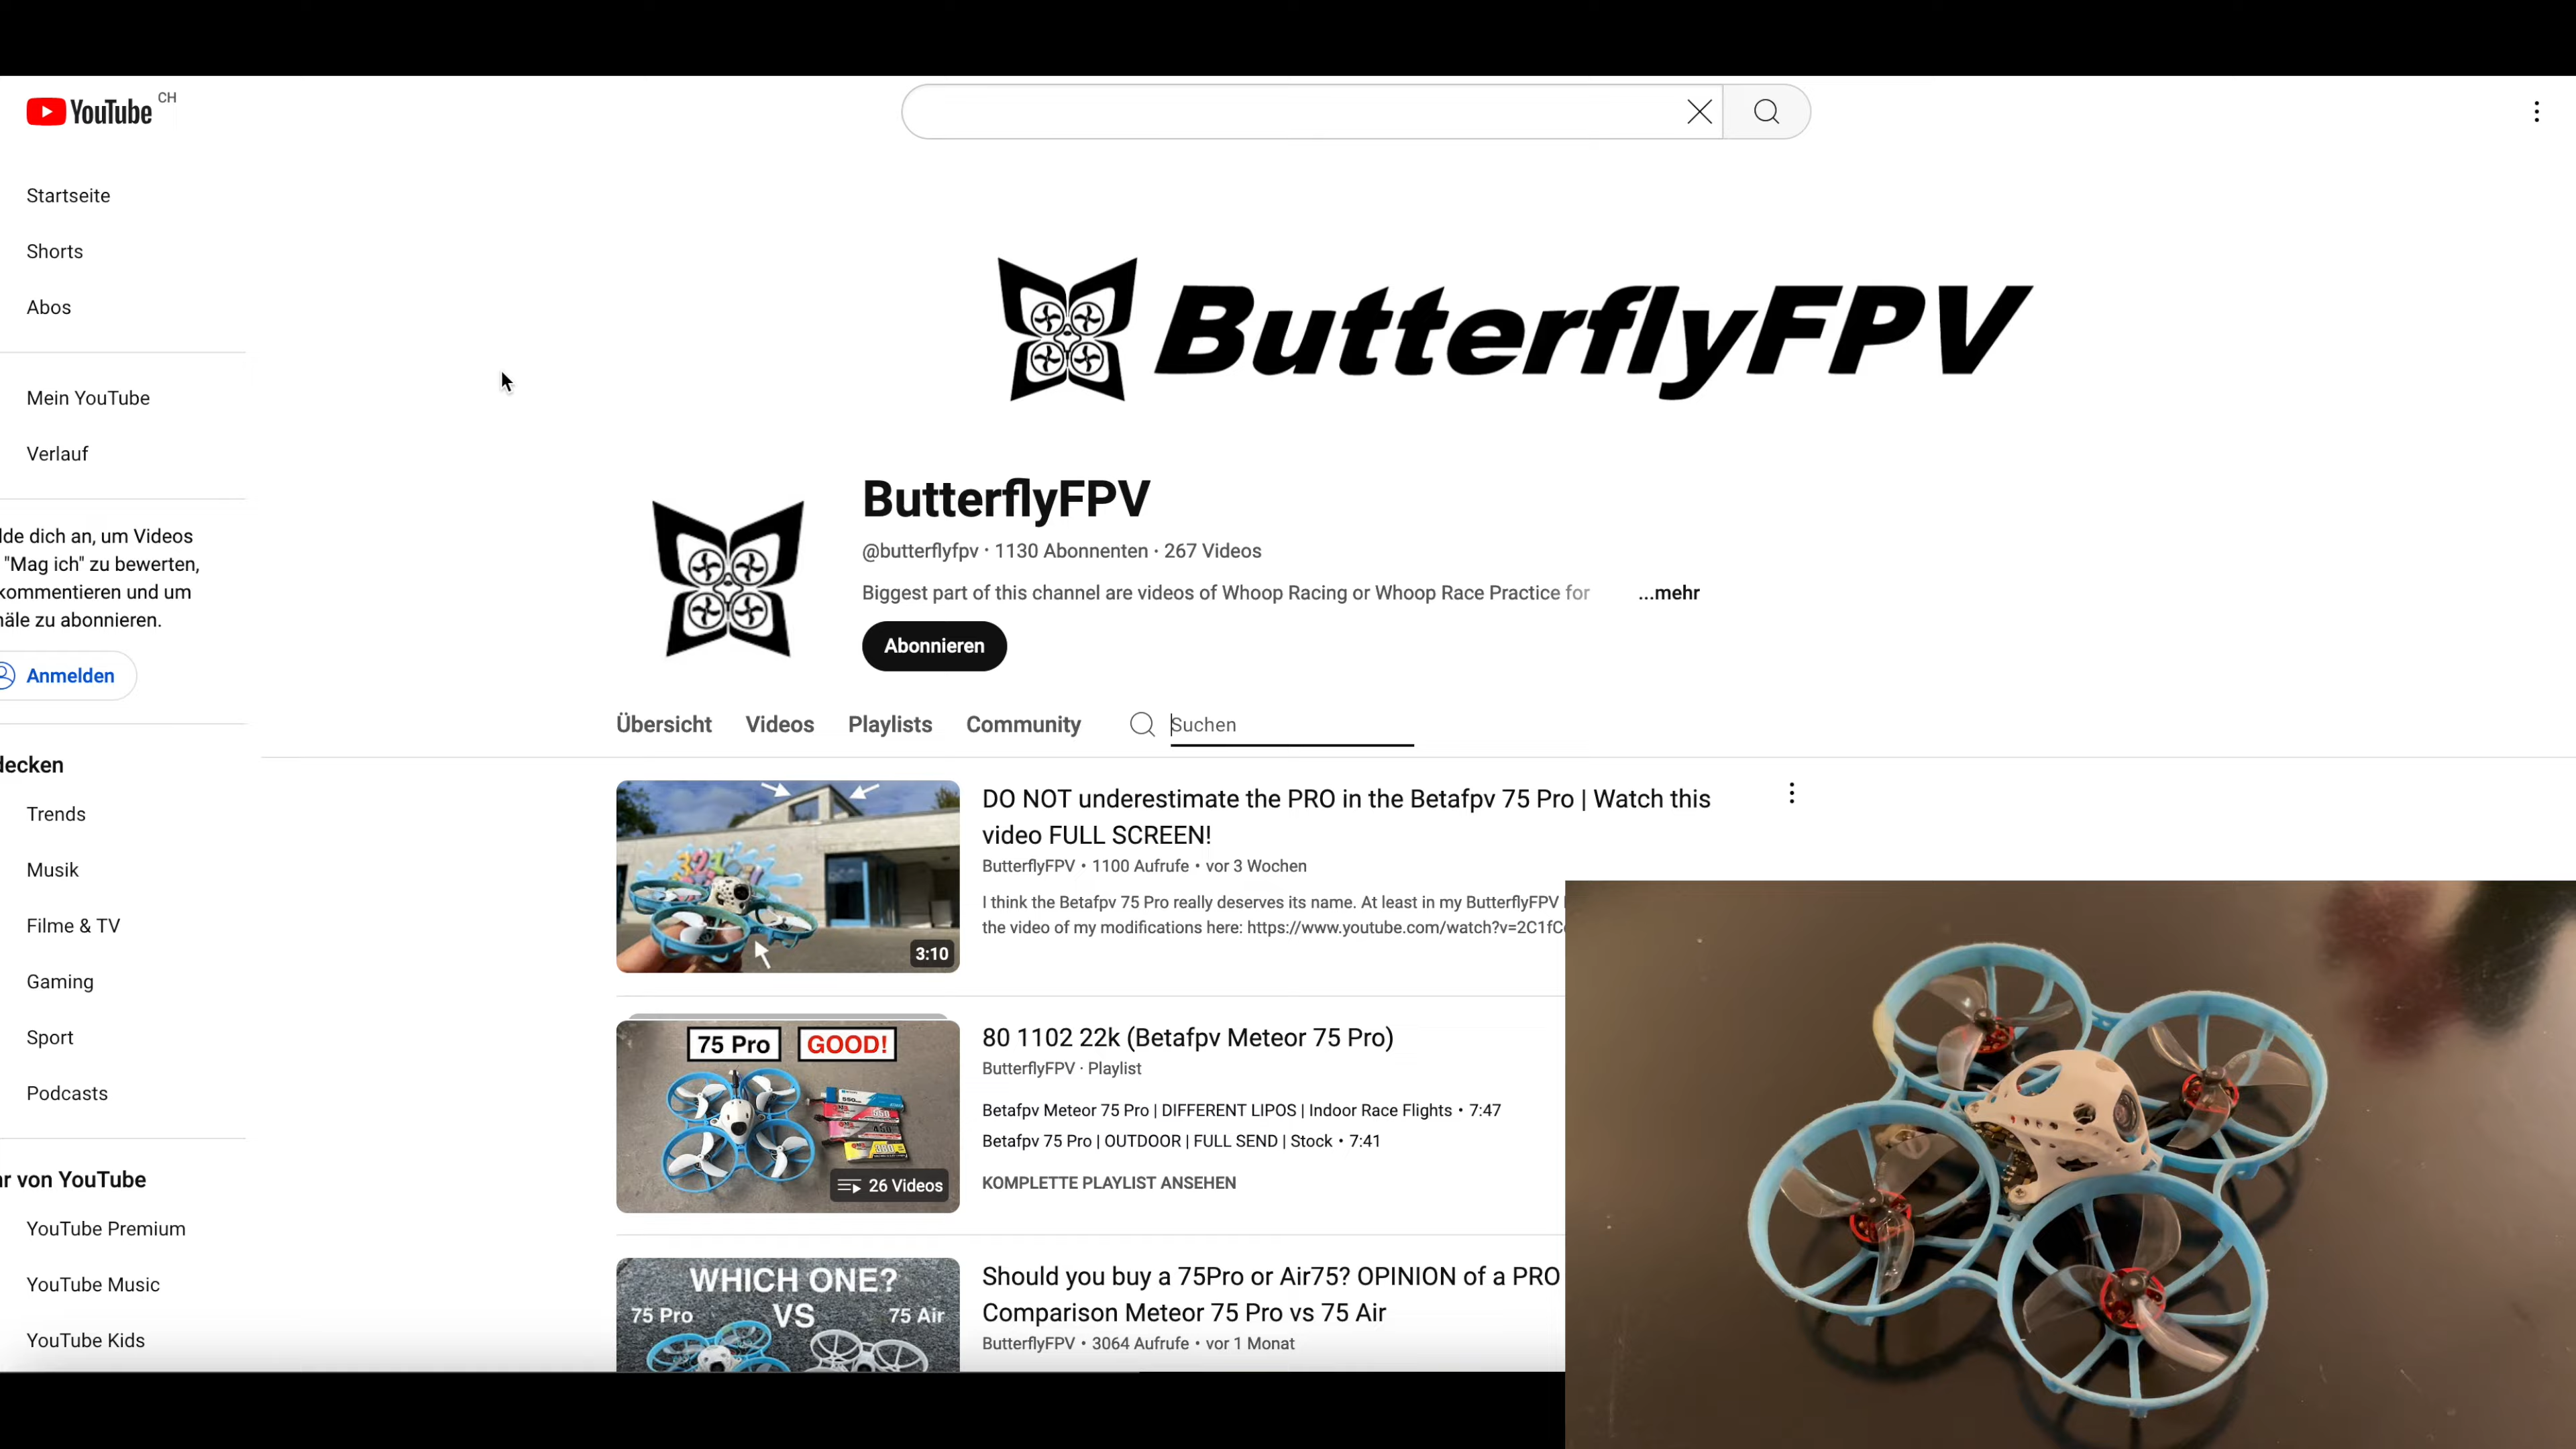 YouTube CH
Startseite
Shorts
Abos
Mein YouTube
Verlauf
dich an, um Videos
"Mag ich" zu bewerten,
kommentieren und um
zu abonnieren.
Anmelden
Trends
Musik
Filme & TV
Gaming
Sport
Podcasts
von YouTube
YouTube Premium
YouTube Music
YouTube Kids
ButterflyFPV
ButterflyFPV
@butterflyfpv · 1130 Abonnenten · 267 Videos
Biggest part of this channel are videos of Whoop Racing or Whoop Race Practice for ...mehr
Abonnieren
Übersicht Videos Playlists Community Suchen
3:10
DO NOT underestimate the PRO in the Betafpv 75 Pro | Watch this
video FULL SCREEN!
ButterflyFPV • 1100 Aufrufe • vor 3 Wochen
I think the Betafpv 75 Pro really deserves its name. At least in my ButterflyFPV
the video of my modifications here: https://www.youtube.com/watch?v=2C1fC
75 Pro GOOD!
26 Videos
80 1102 22k (Betafpv Meteor 75 Pro)
ButterflyFPV · Playlist
Betafpv Meteor 75 Pro | DIFFERENT LIPOS | Indoor Race Flights • 7:47
Betafpv 75 Pro | OUTDOOR | FULL SEND | Stock • 7:41
KOMPLETTE PLAYLIST ANSEHEN
WHICH ONE?
75 Pro VS 75 Air
Should you buy a 75Pro or Air75? OPINION of a PRO
Comparison Meteor 75 Pro vs 75 Air
ButterflyFPV • 3064 Aufrufe • vor 1 Monat